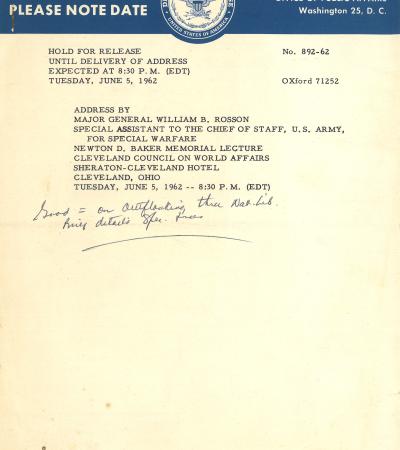 PLEASE NOTE DATE
Washington 25, D. C.
HOLD FOR RELEASE
UNTIL DELIVERY OF ADDRESS
EXPECTED AT 8:30 P. M. (EDT)
TUESDAY, JUNE 5, 1962
No. 892-62
OXford 71252
ADDRESS BY
MAJOR GENERAL WILLIAM B. ROSSON
SPECIAL ASSISTANT TO THE CHIEF OF STAFF, U. S. ARMY,
FOR SPECIAL WARFARE
NEWTON D. BAKER MEMORIAL LECTURE
CLEVELAND COUNCIL ON WORLD AFFAIRS
SHERATON-CLEVELAND HOTEL
CLEVELAND, OHIO
TUESDAY, JUNE 5, 1962 -- 8:30 P. M. (EDT)
Good = on
details Spec. Forces